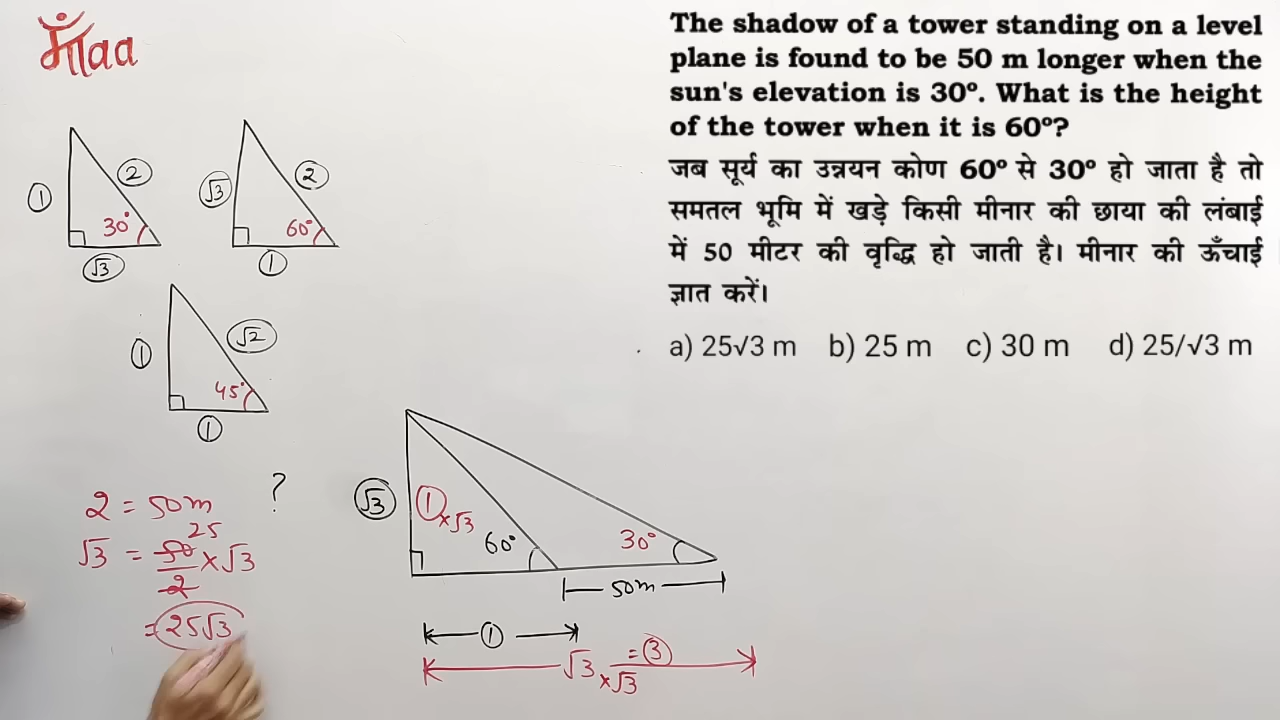 माँaa
The shadow of a tower standing on a level
plane is found to be 50 m longer when the
sun's elevation is 30°. What is the height
of the tower when it is 60°?
जब सूर्य का उन्नयन कोण 60° से 30° हो जाता है तो
समतल भूमि में खड़े किसी मीनार की छाया की लंबाई
में 50 मीटर की वृद्धि हो जाती है। मीनार की ऊँचाई
ज्ञात करें।
a) 25√3 m b) 25 m c) 30 m d) 25/√3 m
1
2
30°
√3
√3
2
60°
1
1
√2
45°
1
?
2 = 50m
√3 = 50/2 25 × √3
= 25√3
√3
1 × √3
60°
30°
50m
1
√3 × √3 = 3